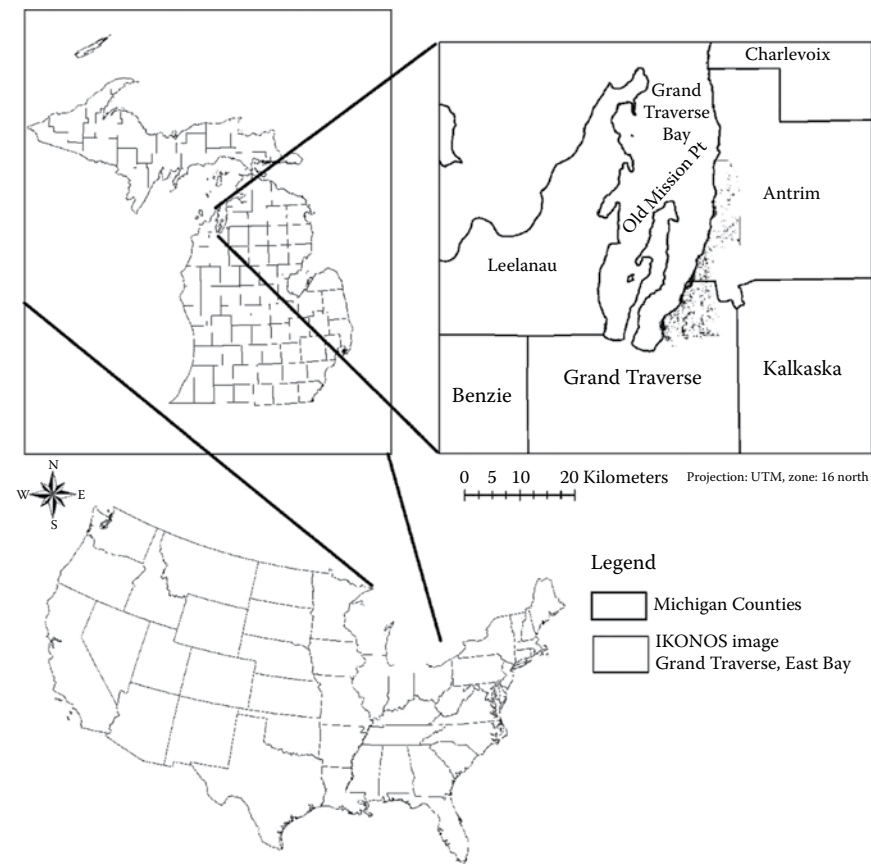 Charlevoix
Grand
Traverse
Bay
Old Mission Pt
Antrim
Leelanau
Benzie
Grand Traverse
Kalkaska
0 5 10 20 Kilometers
Projection: UTM, zone: 16 north
N
W E
S
Legend
Michigan Counties
IKONOS image
Grand Traverse, East Bay